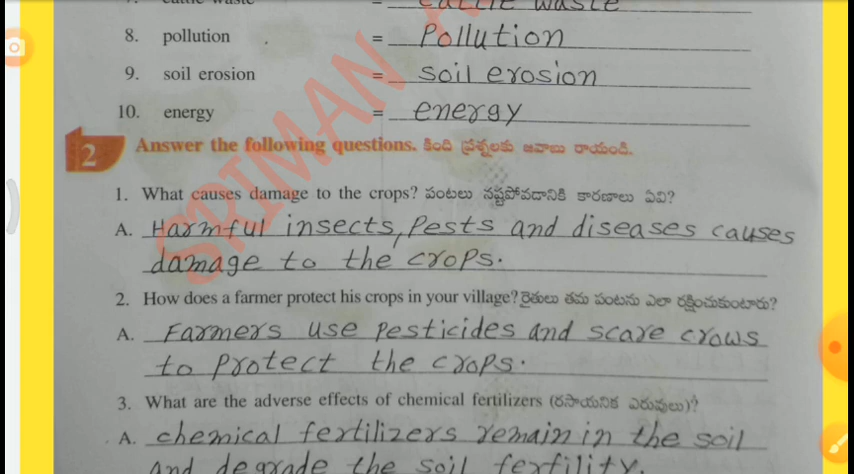 = cattle waste
8. pollution = Pollution
9. soil erosion = soil erosion
10. energy = energy
2 Answer the following questions. కింది ప్రశ్నలకు జవాబు రాయండి.
1. What causes damage to the crops? పంటలు నష్టపోవడానికి కారణాలు ఏవి?
A. Harmful insects, Pests and diseases causes
damage to the crops.
2. How does a farmer protect his crops in your village? రైతులు తమ పంటను ఎలా రక్షించుకుంటారు?
A. Farmers use pesticides and scare crows
to protect the crops.
3. What are the adverse effects of chemical fertilizers (రసాయనిక ఎరువులు)?
A. chemical fertilizers remain in the soil
and degrade the soil fertility.
SRIMAN